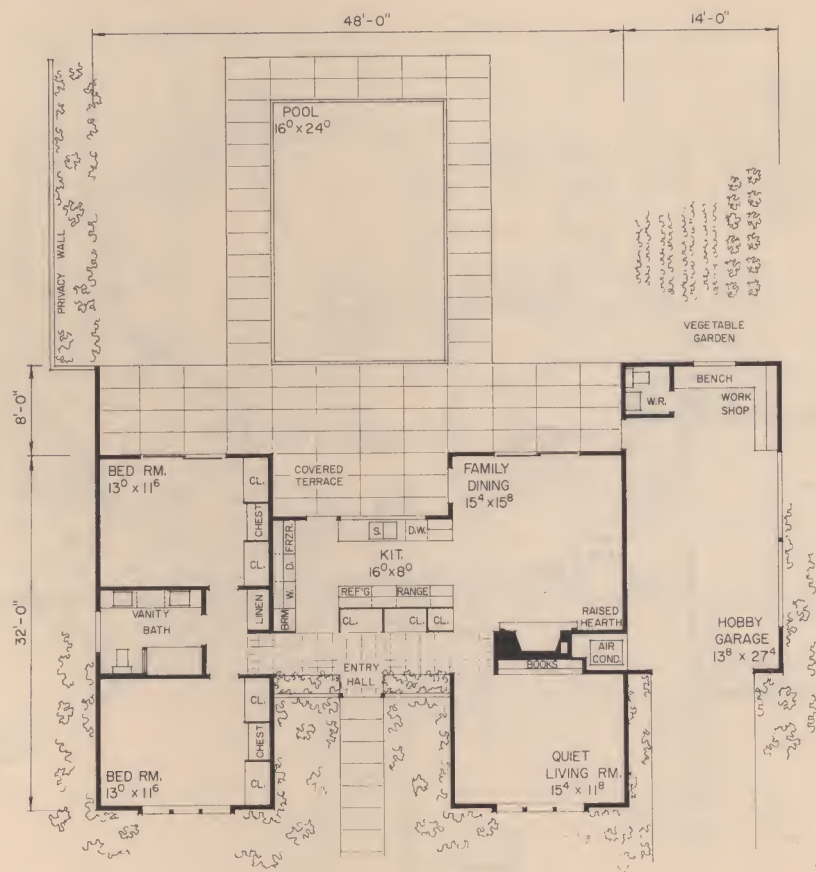 48'-0"
14'-0"
POOL
16⁰ x 24⁰
PRIVACY WALL
VEGETABLE
GARDEN
8'-0"
BENCH
W.R.
WORK
SHOP
BED RM.
13⁰ x 11⁶
CL.
CHEST
CL.
LINEN
COVERED
TERRACE
FAMILY
DINING
15⁴ x 15⁸
FRZR.
D.
W.
BRM
S.
D.W.
KIT.
16⁰ x 8⁰
REF'G
RANGE
CL.
CL.
CL.
32'-0"
VANITY
BATH
RAISED
HEARTH
AIR
COND.
BOOKS
ENTRY
HALL
HOBBY
GARAGE
13⁸ x 27⁴
CL.
CHEST
CL.
BED RM.
13⁰ x 11⁶
QUIET
LIVING RM.
15⁴ x 11⁸